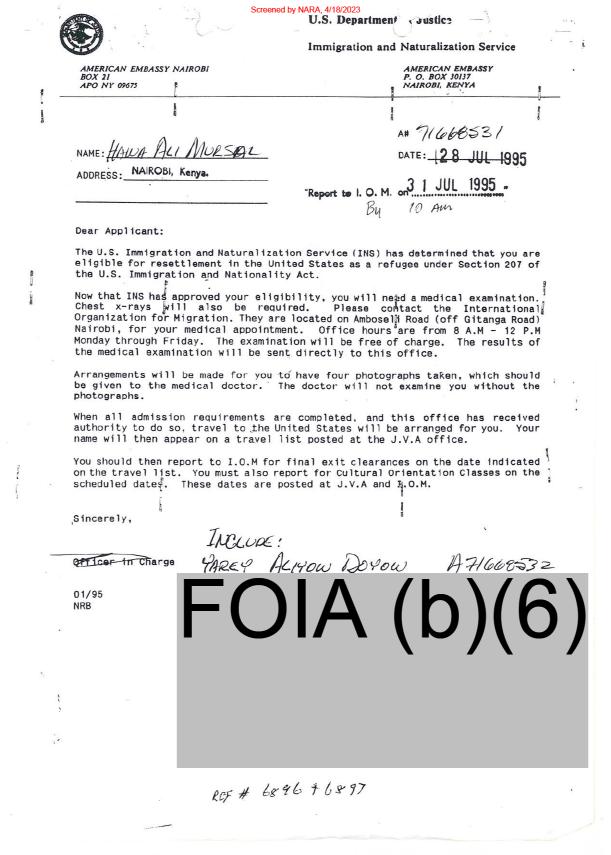 Screened by NARA, 4/18/2023
U.S. Department Justice
Immigration and Naturalization Service
AMERICAN EMBASSY NAIROBI
BOX 21
APO NY 09675
AMERICAN EMBASSY
P. O. BOX 30137
NAIROBI, KENYA
A# 71668531
NAME: HAWA ALI MURSAL
DATE: 28 JUL 1995
ADDRESS: NAIROBI, Kenya.
"Report to I. O. M. on 31 JUL 1995
By 10 Am
Dear Applicant:
The U.S. Immigration and Naturalization Service (INS) has determined that you are
eligible for resettlement in the United States as a refugee under Section 207 of
the U.S. Immigration and Nationality Act.
Now that INS has approved your eligibility, you will need a medical examination.
Chest x-rays will also be required. Please contact the International
Organization for Migration. They are located on Amboseli Road (off Gitanga Road)
Nairobi, for your medical appointment. Office hours are from 8 A.M - 12 P.M
Monday through Friday. The examination will be free of charge. The results of
the medical examination will be sent directly to this office.
Arrangements will be made for you to have four photographs taken, which should
be given to the medical doctor. The doctor will not examine you without the
photographs.
When all admission requirements are completed, and this office has received
authority to do so, travel to the United States will be arranged for you. Your
name will then appear on a travel list posted at the J.V.A office.
You should then report to I.O.M for final exit clearances on the date indicated
on the travel list. You must also report for Cultural Orientation Classes on the
scheduled dates. These dates are posted at J.V.A and I.O.M.
Sincerely,
INCLUDE:
Officer in Charge
YAREY ALIYOW DOYOW A71668532
01/95
NRB
FOIA (b)(6)
REF # 6896 + 6897